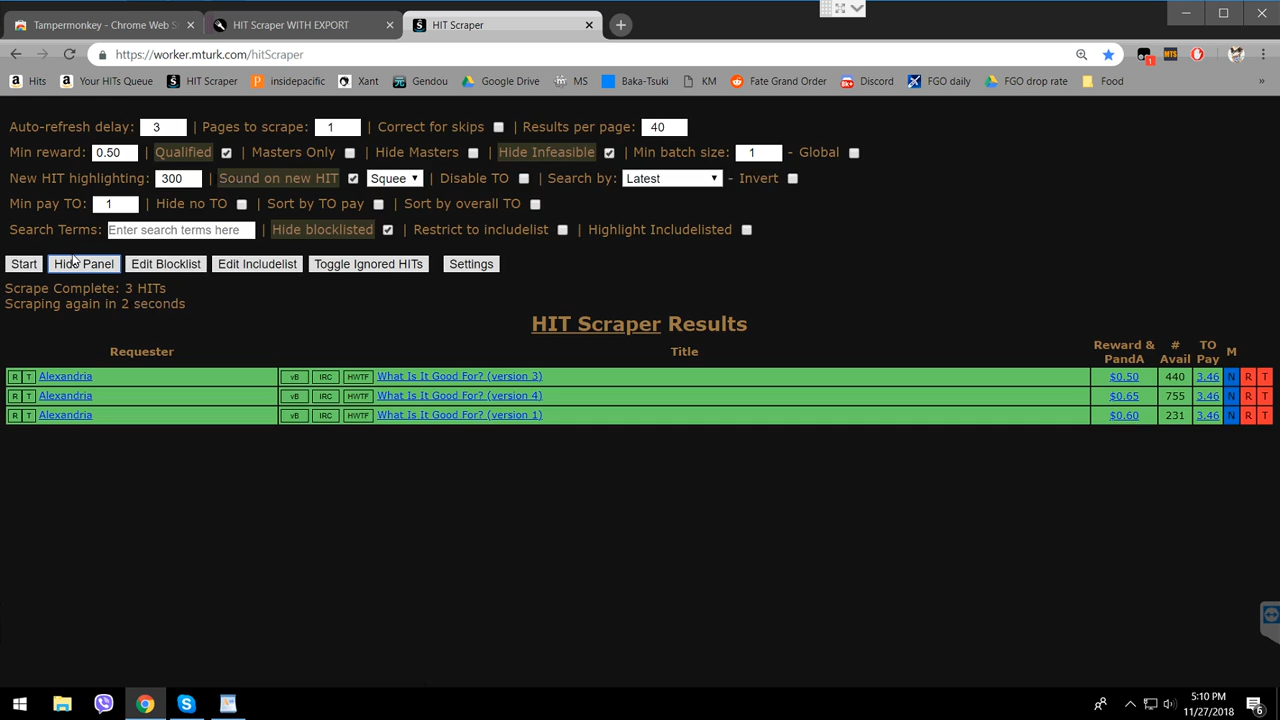 Tampermonkey - Chrome Web S
HIT Scraper WITH EXPORT
HIT Scraper
https://worker.mturk.com/hitScraper
1
MTS
Hits
Your HITs Queue
HIT Scraper
insidepacific
Xant
Gendou
Google Drive
MS
Baka-Tsuki
KM
Fate Grand Order
Discord
FGO daily
FGO drop rate
Food
»
Auto-refresh delay: 3 | Pages to scrape: 1 | Correct for skips | Results per page: 40
Min reward: 0.50 | Qualified | Masters Only | Hide Masters | Hide Infeasible | Min batch size: 1 - Global
New HIT highlighting: 300 | Sound on new HIT Squee | Disable TO | Search by: Latest - Invert
Min pay TO: 1 | Hide no TO | Sort by TO pay | Sort by overall TO
Search Terms: Enter search terms here | Hide blocklisted | Restrict to includelist | Highlight Includelisted
Start Hide Panel Edit Blocklist Edit Includelist Toggle Ignored HITs Settings
Scrape Complete: 3 HITs
Scraping again in 2 seconds
HIT Scraper Results
Requester Title Reward & PandA # Avail TO Pay M
R T Alexandria vB IRC HWTF What Is It Good For? (version 3) $0.50 440 3.46 N R T
R T Alexandria vB IRC HWTF What Is It Good For? (version 4) $0.65 755 3.46 N R T
R T Alexandria vB IRC HWTF What Is It Good For? (version 1) $0.60 231 3.46 N R T
5:10 PM
11/27/2018
6